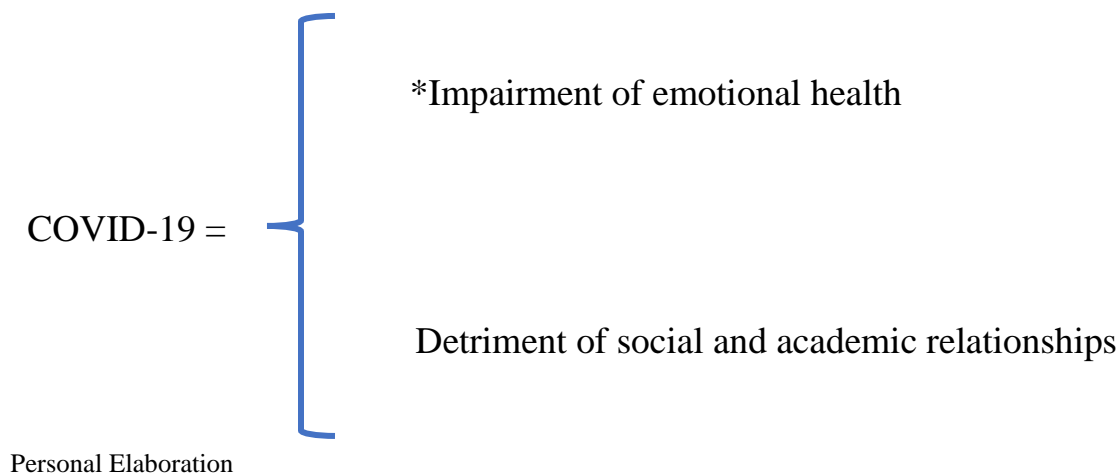 *Impairment of emotional health
COVID-19 =
Detriment of social and academic relationships
Personal Elaboration